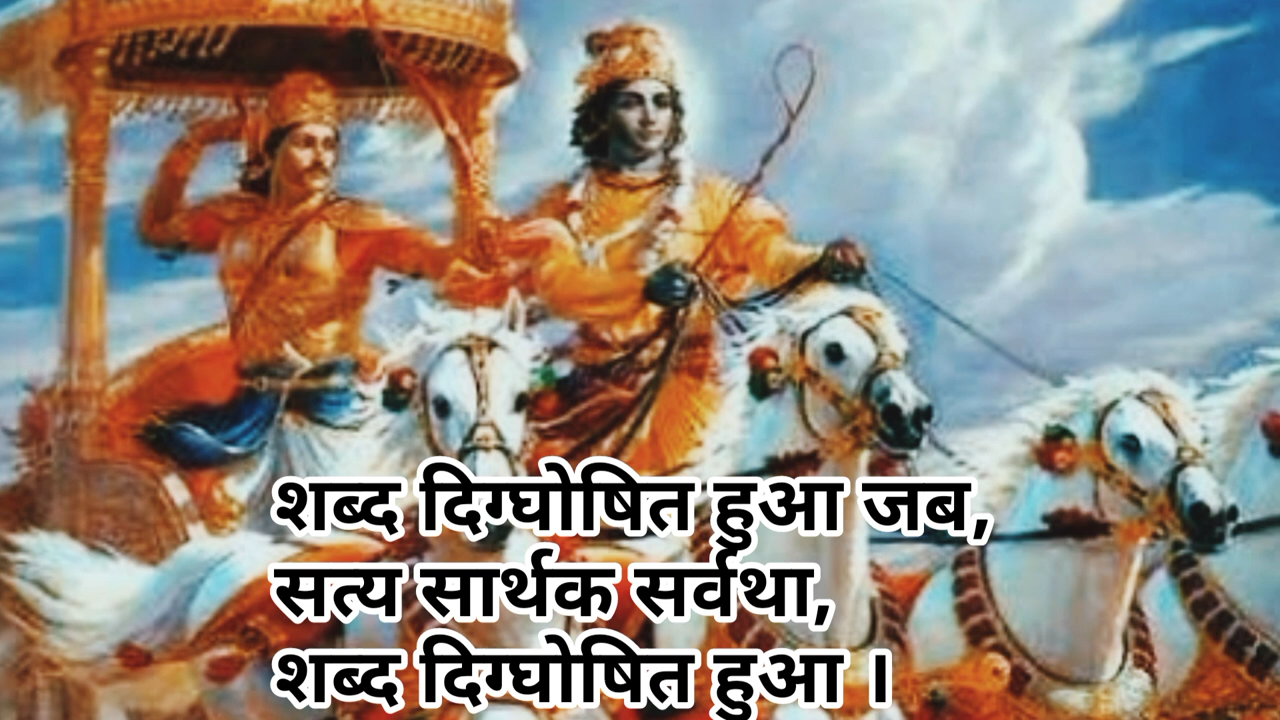 शब्द दिग्घोषित हुआ जब,
सत्य सार्थक सर्वथा,
शब्द दिग्घोषित हुआ ।